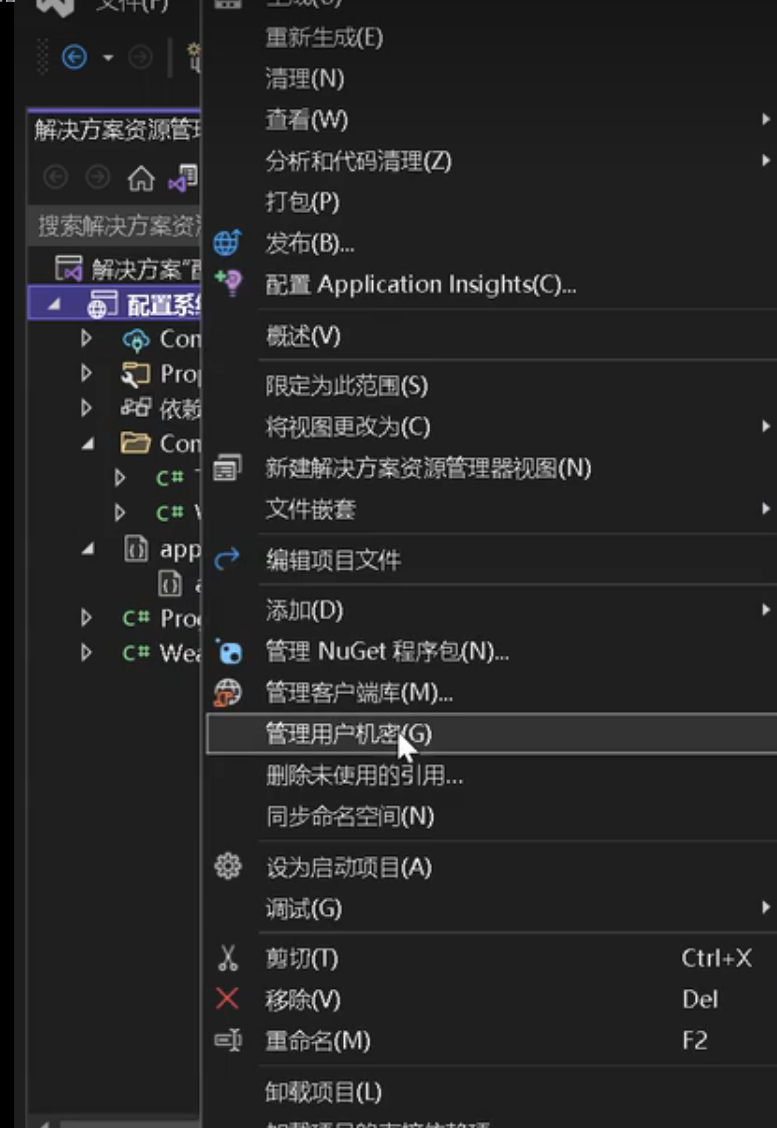 文件(F)
生成(U)
重新生成(E)
清理(N)
查看(W)
解决方案资源管理
分析和代码清理(Z)
打包(P)
搜索解决方案资
发布(B)...
解决方案"配
配置 Application Insights(C)...
配置系统
概述(V)
Con
Prop
限定为此范围(S)
依赖
将视图更改为(C)
Con
新建解决方案资源管理器视图(N)
C#
文件嵌套
C#
app
编辑项目文件
a
添加(D)
C# Prog
管理 NuGet 程序包(N)...
C# Wea
管理客户端库(M)...
管理用户机密(G)
删除未使用的引用...
同步命名空间(N)
设为启动项目(A)
调试(G)
剪切(T) Ctrl+X
移除(V) Del
重命名(M) F2
卸载项目(L)